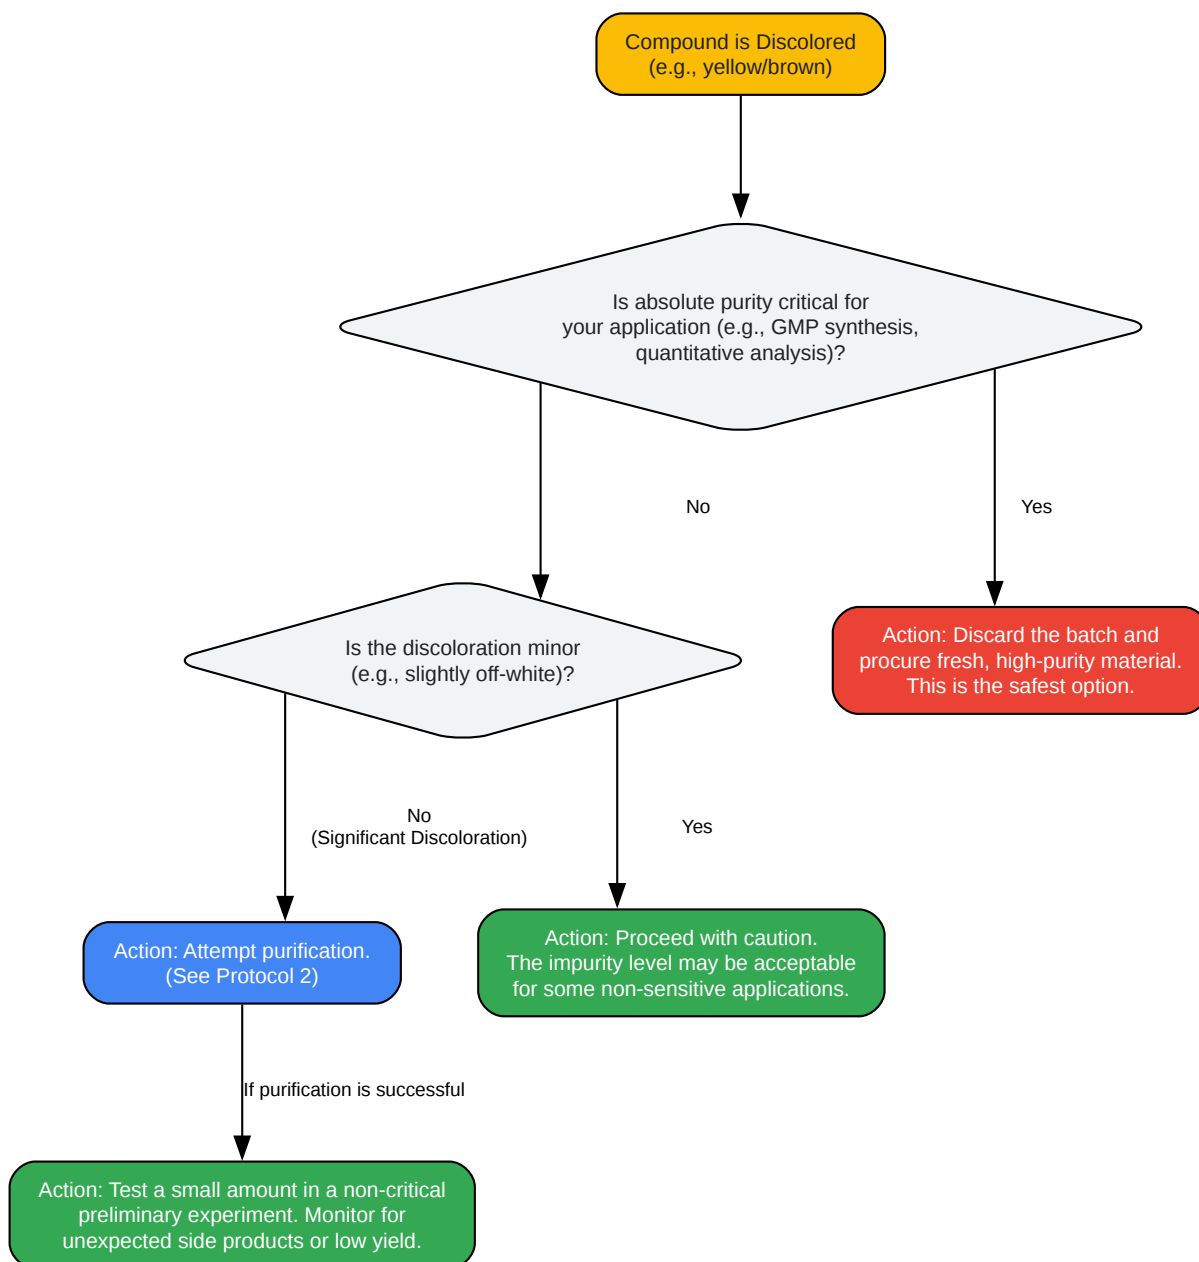 Compound is Discolored
(e.g., yellow/brown)
Is absolute purity critical for
your application (e.g., GMP synthesis,
quantitative analysis)?
No
Yes
Is the discoloration minor
(e.g., slightly off-white)?
Action: Discard the batch and
procure fresh, high-purity material.
This is the safest option.
No
(Significant Discoloration)
Yes
Action: Attempt purification.
(See Protocol 2)
Action: Proceed with caution.
The impurity level may be acceptable
for some non-sensitive applications.
If purification is successful
Action: Test a small amount in a non-critical
preliminary experiment. Monitor for
unexpected side products or low yield.